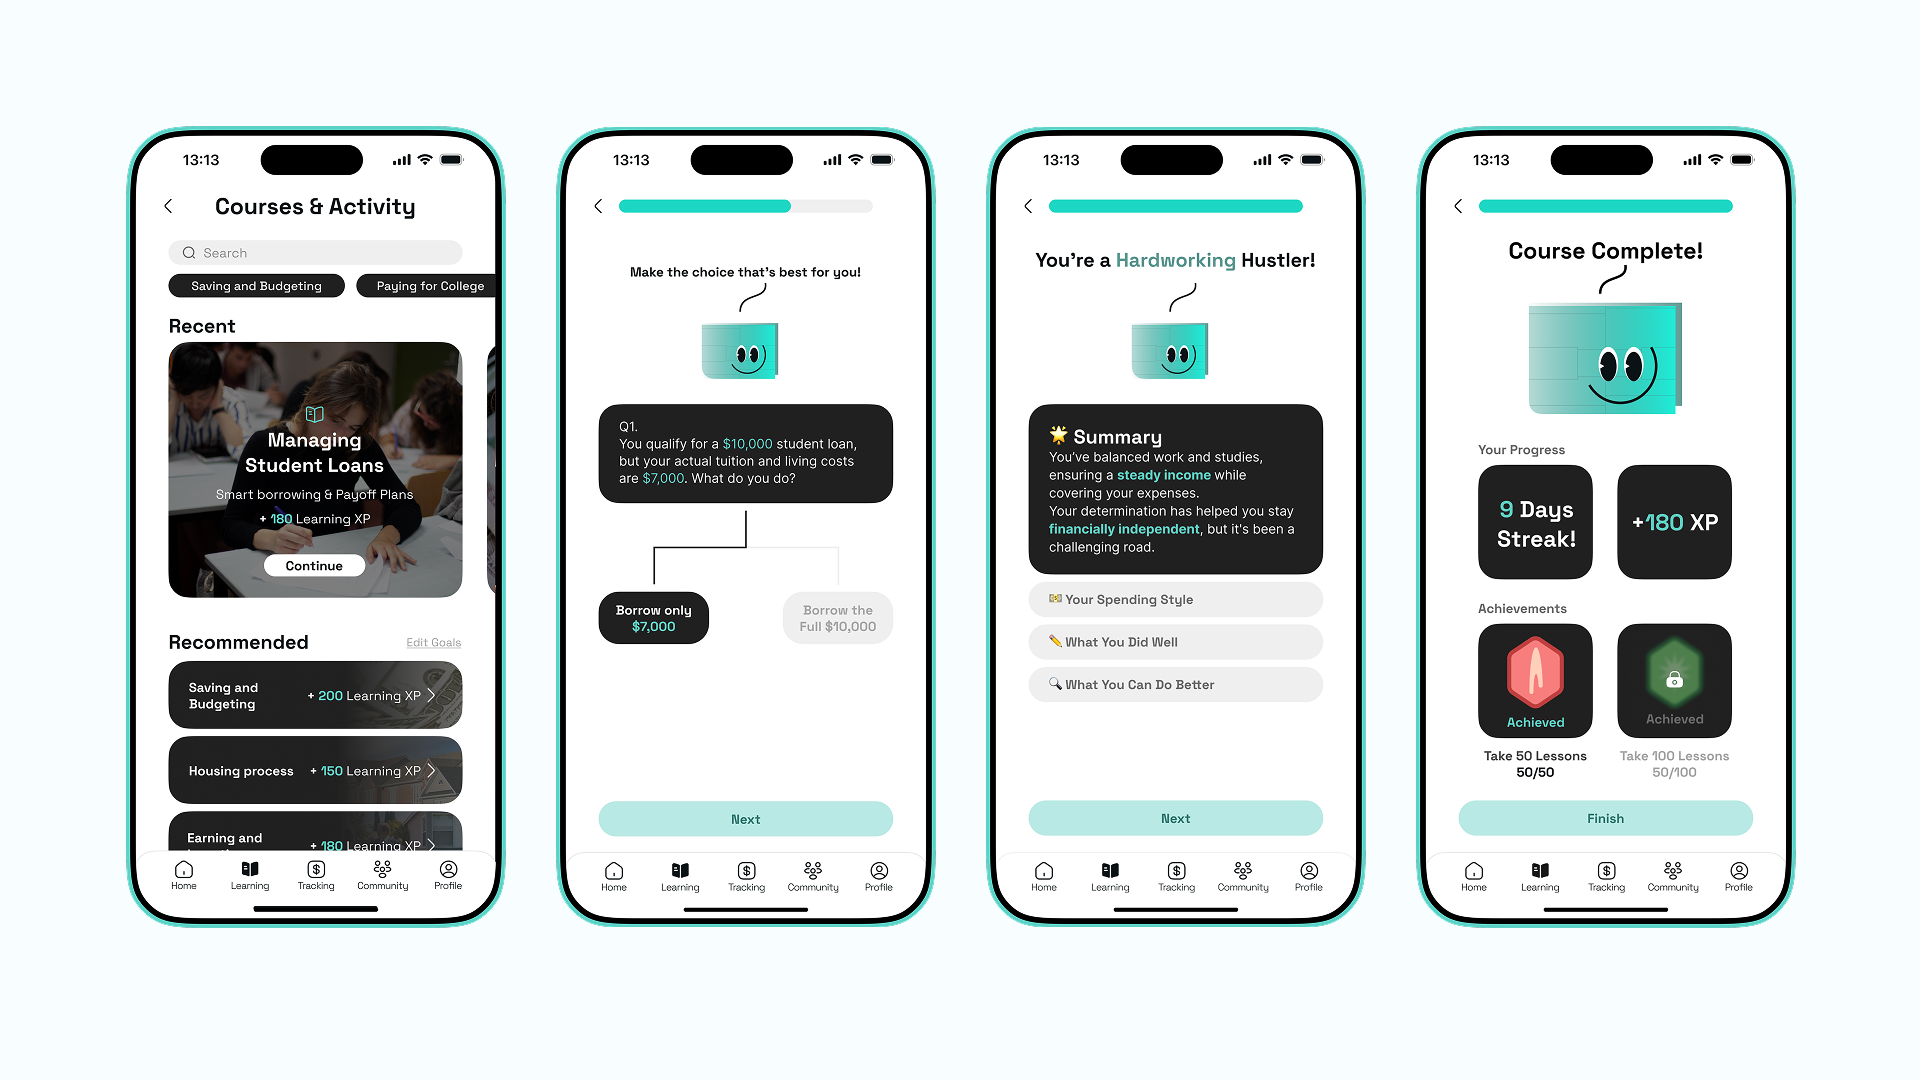 13:13
Courses & Activity
Search
Saving and Budgeting
Paying for College
Recent
Managing
Student Loans
Smart borrowing & Payoff Plans
+ 180 Learning XP
Continue
Recommended
Edit Goals
Saving and
Budgeting
+ 200 Learning XP
Housing process
+ 150 Learning XP
Earning and
+ 180 Learning XP
Home
Learning
Tracking
Community
Profile
13:13
Make the choice that's best for you!
Q1.
You qualify for a $10,000 student loan,
but your actual tuition and living costs
are $7,000. What do you do?
Borrow only
$7,000
Borrow the
Full $10,000
Next
Home
Learning
Tracking
Community
Profile
13:13
You're a Hardworking Hustler!
🌟 Summary
You've balanced work and studies,
ensuring a steady income while
covering your expenses.
Your determination has helped you stay
financially independent, but it's been a
challenging road.
💵 Your Spending Style
✏️ What You Did Well
🔍 What You Can Do Better
Next
Home
Learning
Tracking
Community
Profile
13:13
Course Complete!
Your Progress
9 Days
Streak!
+180 XP
Achievements
Achieved
Achieved
Take 50 Lessons
50/50
Take 100 Lessons
50/100
Finish
Home
Learning
Tracking
Community
Profile